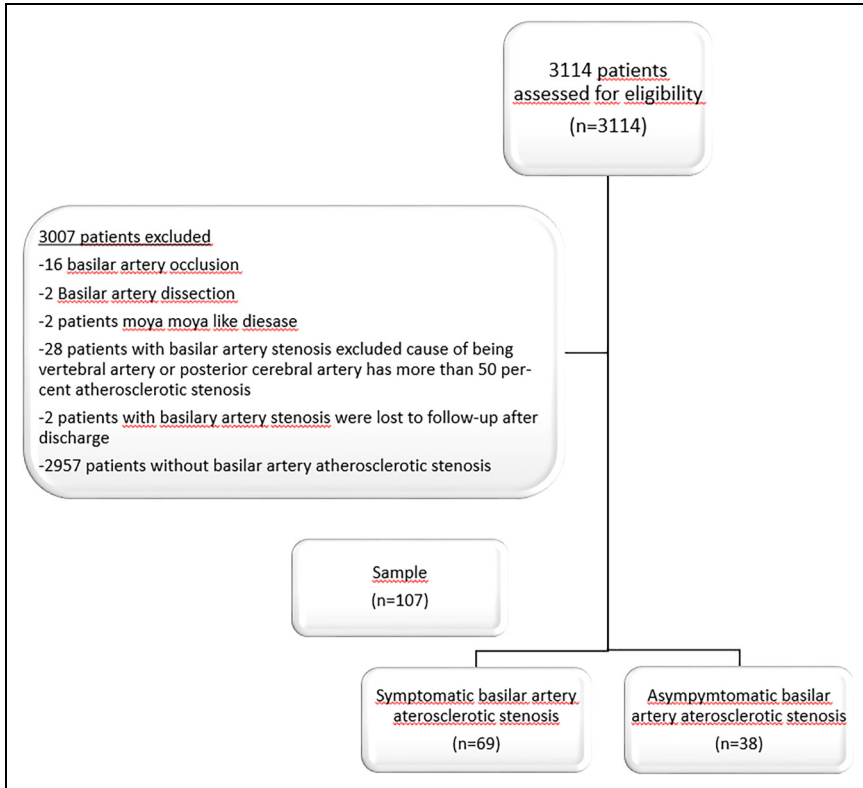 3114 patients
assessed for eligibility
(n=3114)
3007 patients excluded
-16 basilar artery occlusion
-2 Basilar artery dissection
-2 patients moya moya like diesase
-28 patients with basilar artery stenosis excluded cause of being
vertebral artery or posterior cerebral artery has more than 50 per-
cent atherosclerotic stenosis
-2 patients with basilary artery stenosis were lost to follow-up after
discharge
-2957 patients without basilar artery atherosclerotic stenosis
Sample
(n=107)
Symptomatic basilar artery
aterosclerotic stenosis
(n=69)
Asympymtomatic basilar
artery aterosclerotic stenosis
(n=38)